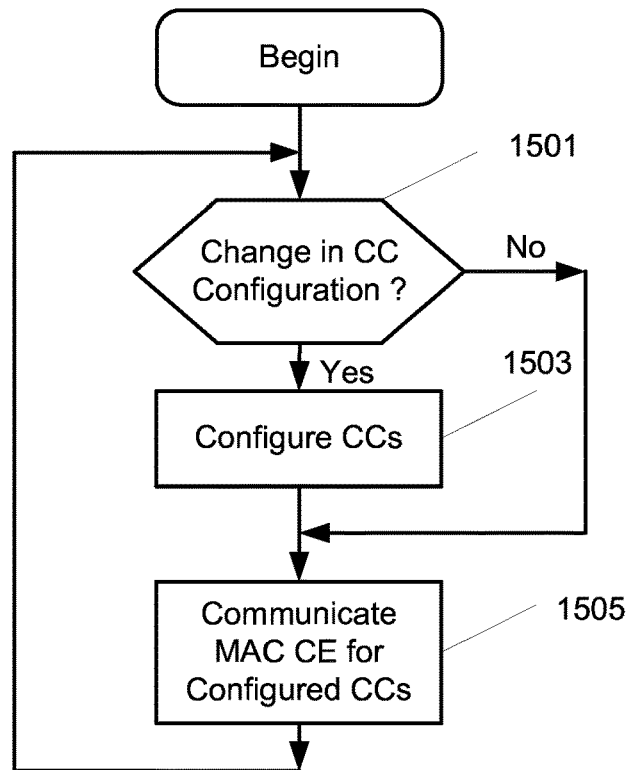 Begin
1501
Change in CC
Configuration ?
No
Yes
1503
Configure CCs
Communicate
MAC CE for
Configured CCs
1505